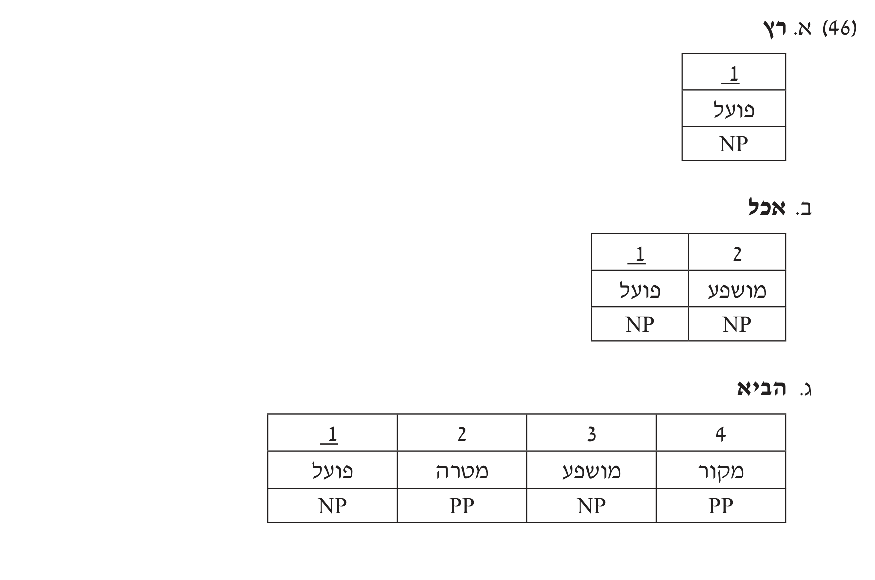 (46) א. רץ
1
פועל
NP
ב. אכל
1 2
פועל מושפע
NP NP
ג. הביא
1 2 3 4
פועל מטרה מושפע מקור
NP PP NP PP